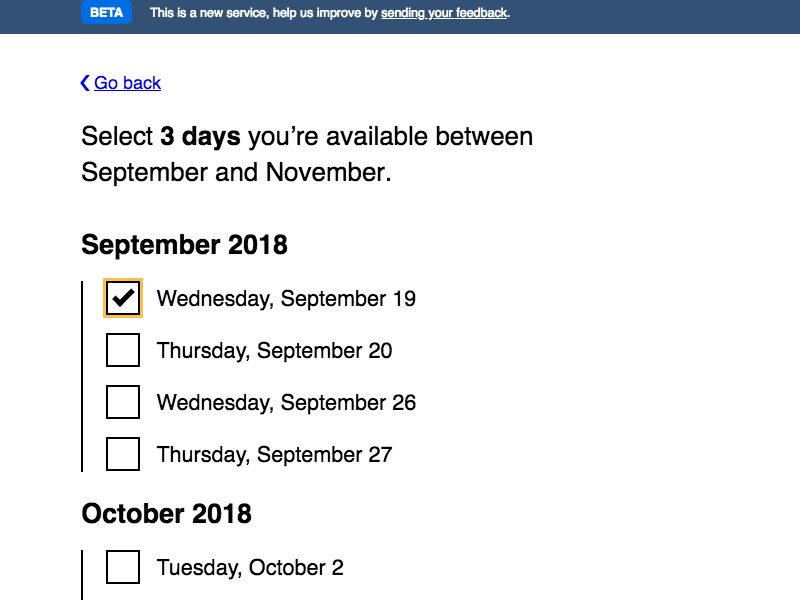 BETA This is a new service, help us improve by sending your feedback.
Go back
Select 3 days you’re available between
September and November.
September 2018
Wednesday, September 19
Thursday, September 20
Wednesday, September 26
Thursday, September 27
October 2018
Tuesday, October 2